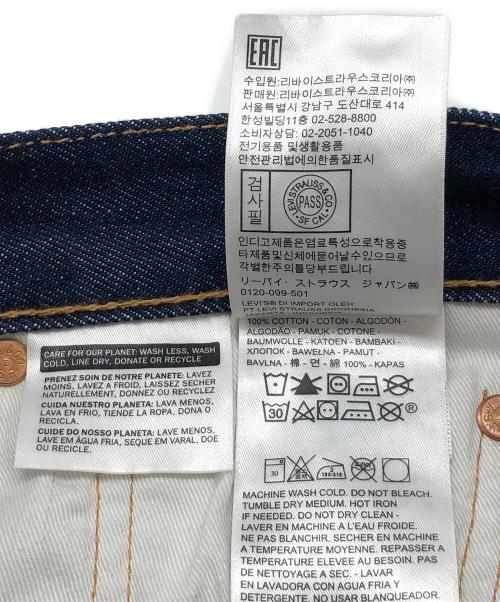 EAC
수입원:리바이스트라우스코리아㈜
판매원:리바이스트라우스코리아㈜
서울특별시 강남구 도산대로 414
한성빌딩11층 02-528-8800
소비자상담: 02-2051-1040
전기용품 및생활용품
안전관리법에의한품질표시
검사필
LEVI STRAUSS & CO
PASS
SF CAL
인디고제품은염료특성으로착용중
타제품및신체에묻어날수있으므로
각별한주의를당부드립니다
リーバイ・ストラウス ジャパン㈱
0120-099-501
LEVI'S® DI IMPORT OLEH:
PT LEVI STRAUSS INDONESIA
100% COTTON - COTON - ALGODÓN -
ALGODÃO - PAMUK - COTONE -
BAUMWOLLE - KATOEN - BAMBAKI -
ХЛОПОК - BAWEŁNA - PAMUT -
BAVLNA - 棉 - 면 - 綿 100% - KAPAS
30
®
MACHINE WASH COLD. DO NOT BLEACH.
TUMBLE DRY MEDIUM. HOT IRON
IF NEEDED. DO NOT DRY CLEAN -
LAVER EN MACHINE A L'EAU FROIDE.
NE PAS BLANCHIR. SECHER EN MACHINE
A TEMPERATURE MOYENNE. REPASSER A
TEMPERATURE ELEVEE AU BESOIN. PAS
DE NETTOYAGE A SEC. - LAVAR
EN LAVADORA CON AGUA FRIA Y
DETERGENTE. NO USAR BLANQUEADOR.
CARE FOR OUR PLANET: WASH LESS, WASH
COLD, LINE DRY, DONATE OR RECYCLE
PRENEZ SOIN DE NOTRE PLANETE: LAVEZ
MOINS, LAVEZ A FROID, LAISSEZ SECHER
NATURELLEMENT, DONNEZ OU RECYCLEZ
CUIDA NUESTRO PLANETA: LAVA MENOS,
LAVA EN FRIO, TIENDE LA ROPA, DONA O
RECICLA.
CUIDE DO NOSSO PLANETA: LAVE MENOS,
LAVE EM ÁGUA FRIA, SEQUE EM VARAL, DOE
OU RECICLE.